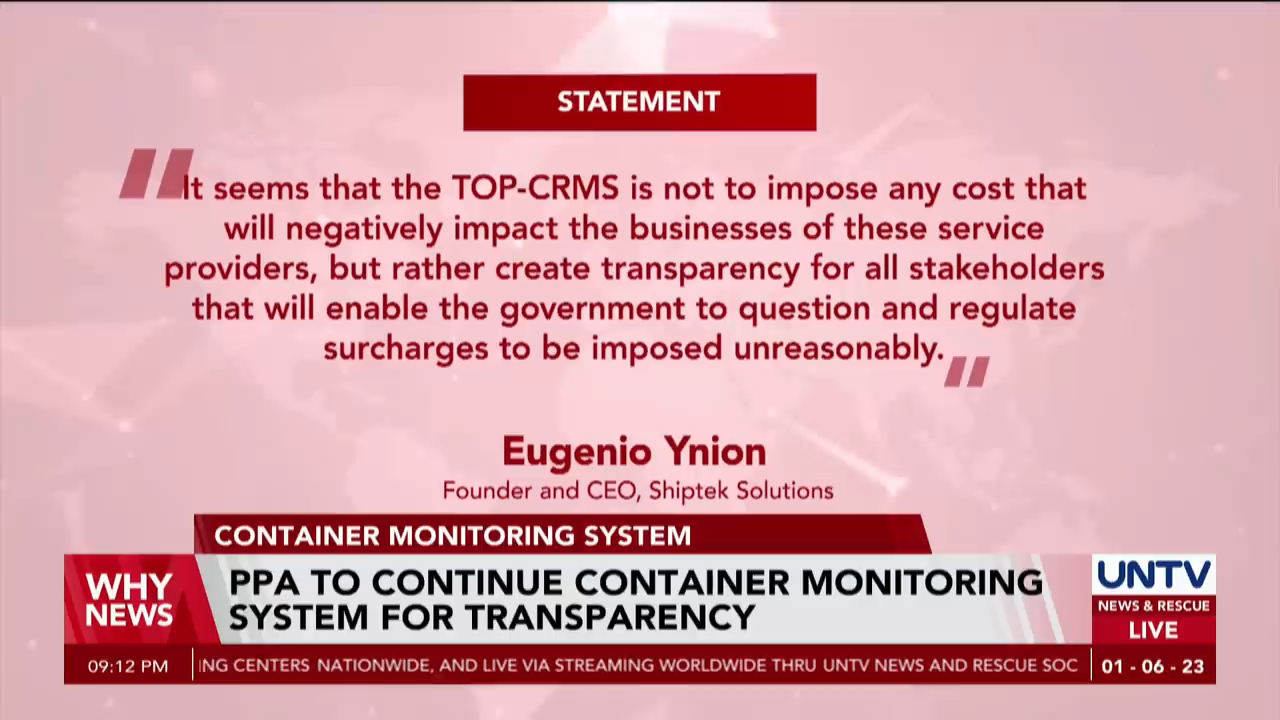 STATEMENT
"It seems that the TOP-CRMS is not to impose any cost that
will negatively impact the businesses of these service
providers, but rather create transparency for all stakeholders
that will enable the government to question and regulate
surcharges to be imposed unreasonably."
Eugenio Ynion
Founder and CEO, Shiptek Solutions
CONTAINER MONITORING SYSTEM
WHY
NEWS
PPA TO CONTINUE CONTAINER MONITORING
SYSTEM FOR TRANSPARENCY
UNTV
NEWS & RESCUE
LIVE
09:12 PM
ING CENTERS NATIONWIDE, AND LIVE VIA STREAMING WORLDWIDE THRU UNTV NEWS AND RESCUE SOC
01 - 06 - 23